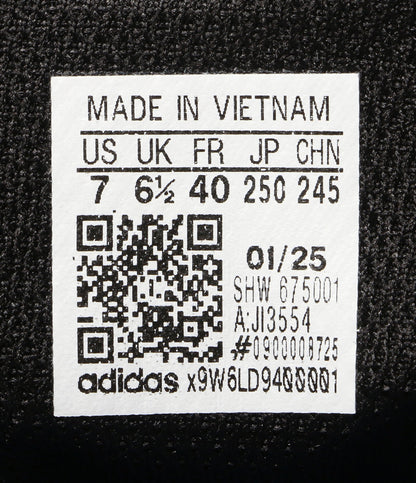 MADE IN VIETNAM
US UK FR JP CHN
7 6½ 40 250 245
01/25
SHW 675001
A:JI3554
#0900008725
adidas x9W6LD9400001